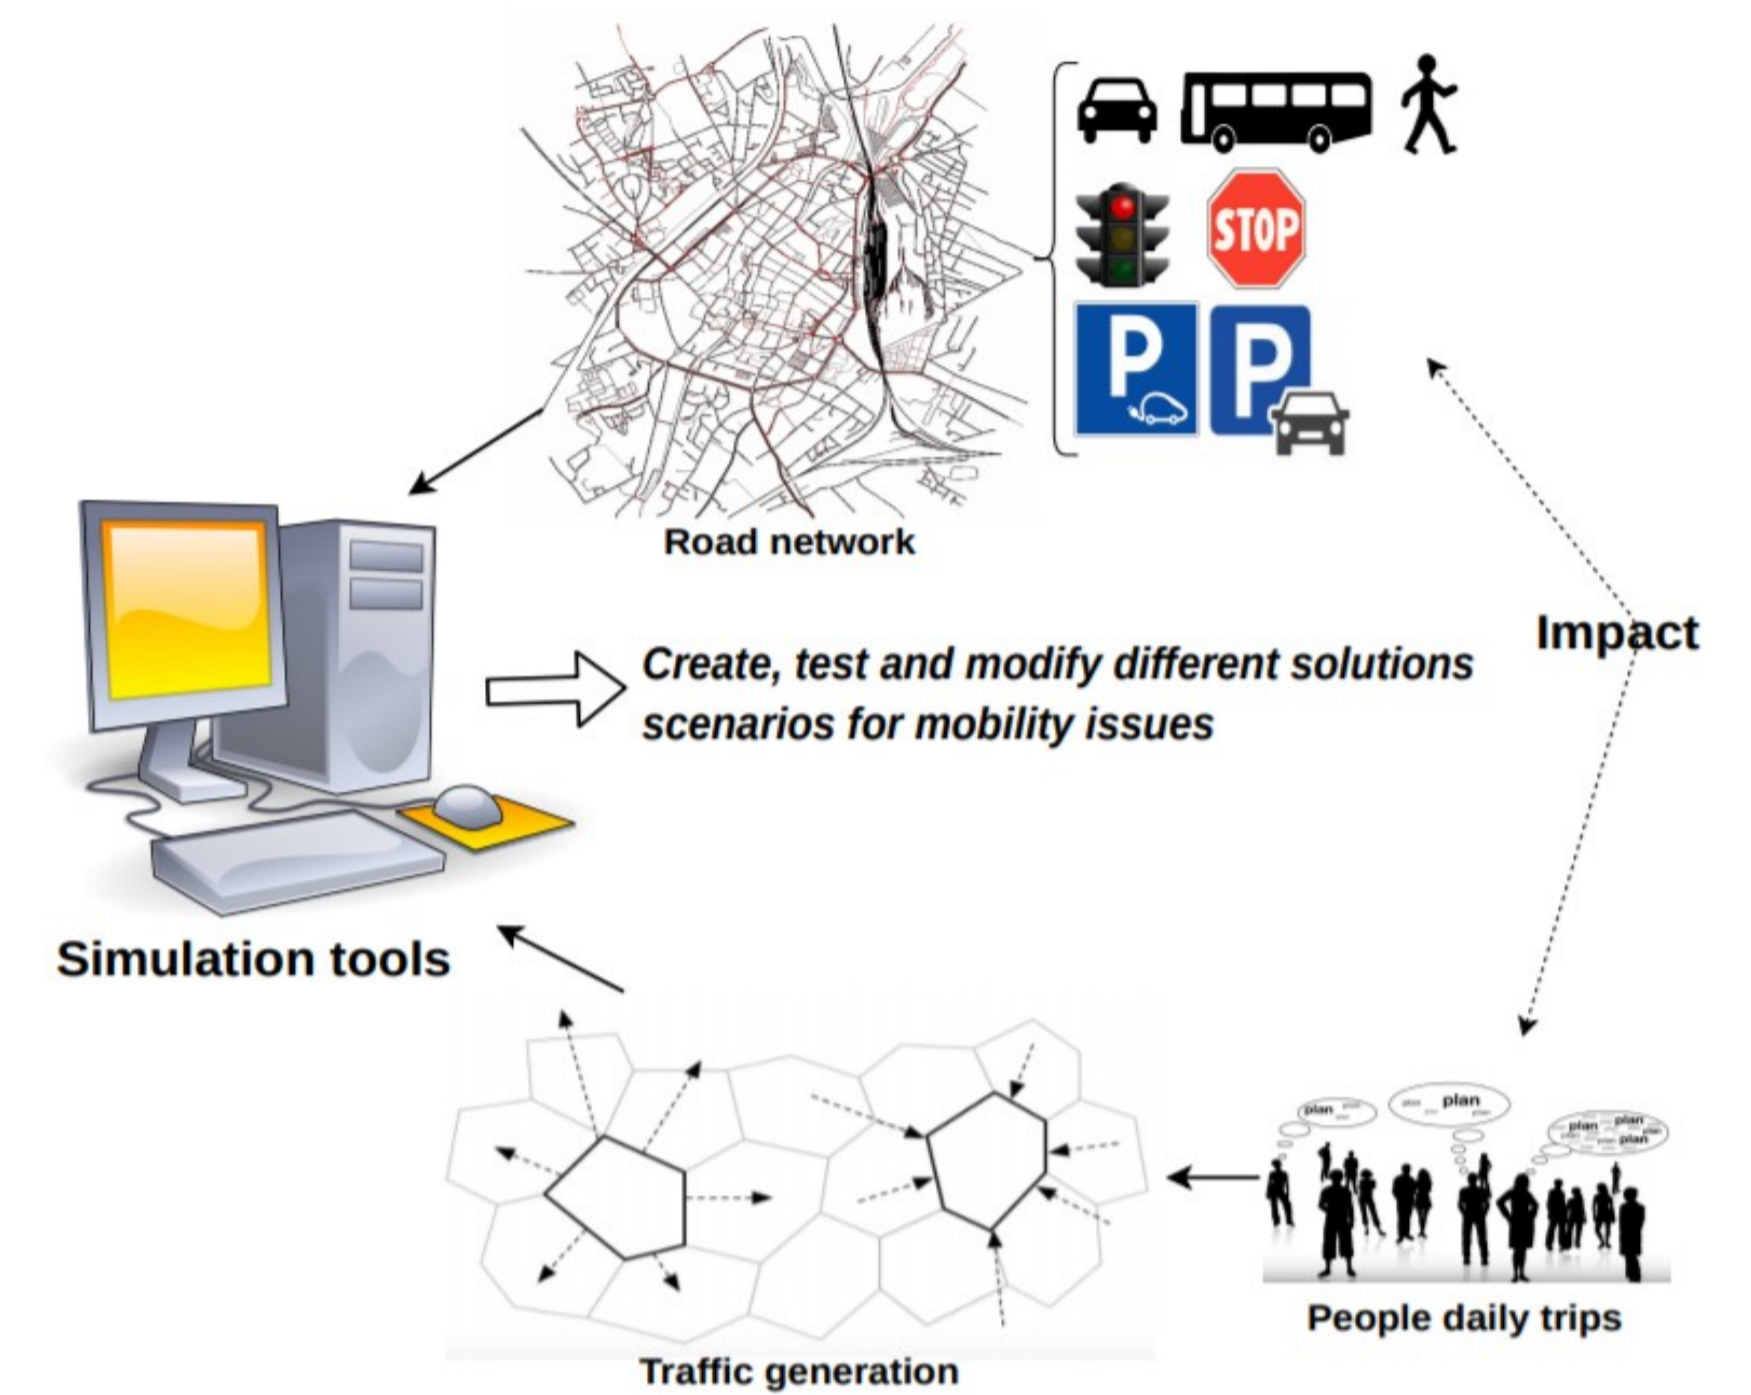 STOP
P
P
Road network
Impact
Create, test and modify different solutions
scenarios for mobility issues
Simulation tools
plan
plan
plan plan
plan
People daily trips
Traffic generation